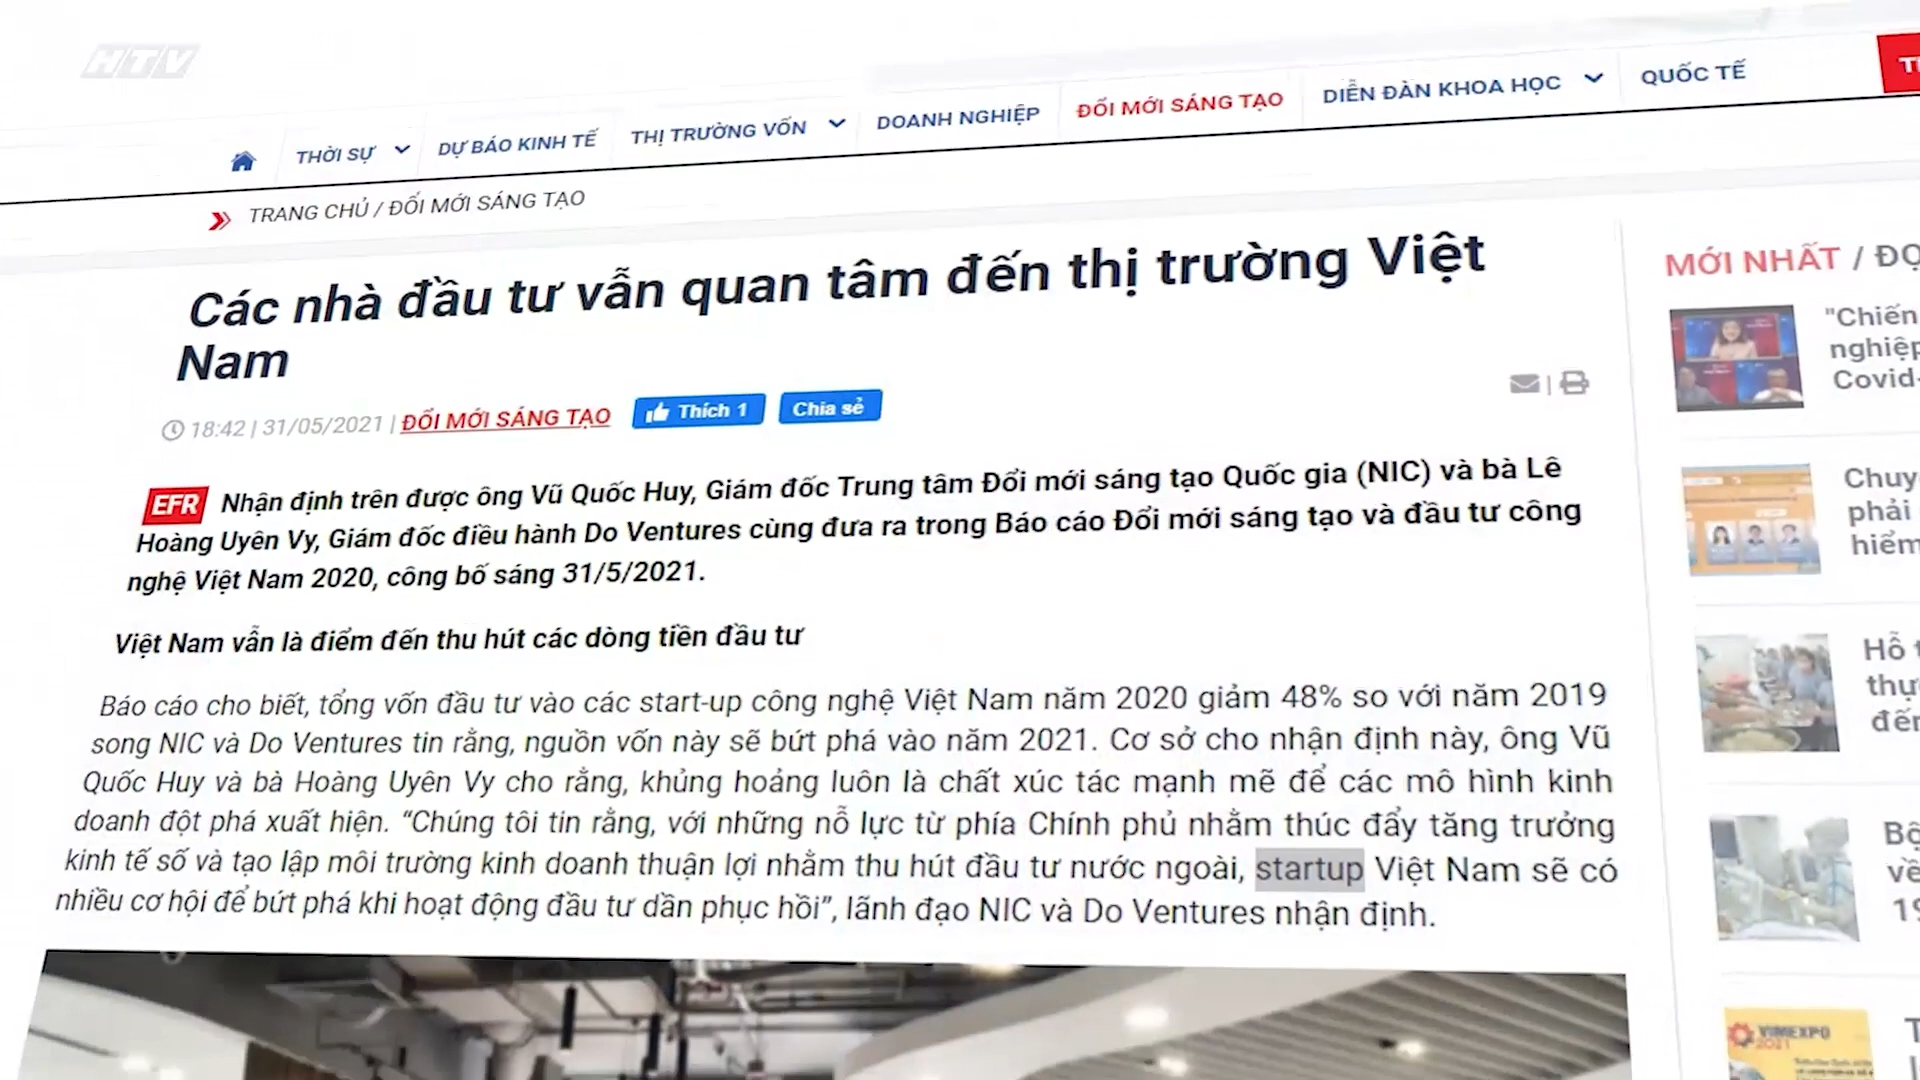 HTV
THỜI SỰ
DỰ BÁO KINH TẾ
THỊ TRƯỜNG VỐN
DOANH NGHIỆP
ĐỔI MỚI SÁNG TẠO
DIỄN ĐÀN KHOA HỌC
QUỐC TẾ
TRANG CHỦ / ĐỔI MỚI SÁNG TẠO
Các nhà đầu tư vẫn quan tâm đến thị trường Việt
Nam
18:42 | 31/05/2021 | ĐỔI MỚI SÁNG TẠO Thích 1 Chia sẻ
EFR Nhận định trên được ông Vũ Quốc Huy, Giám đốc Trung tâm Đổi mới sáng tạo Quốc gia (NIC) và bà Lê
Hoàng Uyên Vy, Giám đốc điều hành Do Ventures cùng đưa ra trong Báo cáo Đổi mới sáng tạo và đầu tư công
nghệ Việt Nam 2020, công bố sáng 31/5/2021.
Việt Nam vẫn là điểm đến thu hút các dòng tiền đầu tư
Báo cáo cho biết, tổng vốn đầu tư vào các start-up công nghệ Việt Nam năm 2020 giảm 48% so với năm 2019
song NIC và Do Ventures tin rằng, nguồn vốn này sẽ bứt phá vào năm 2021. Cơ sở cho nhận định này, ông Vũ
Quốc Huy và bà Hoàng Uyên Vy cho rằng, khủng hoảng luôn là chất xúc tác mạnh mẽ để các mô hình kinh
doanh đột phá xuất hiện. “Chúng tôi tin rằng, với những nỗ lực từ phía Chính phủ nhằm thúc đẩy tăng trưởng
kinh tế số và tạo lập môi trường kinh doanh thuận lợi nhằm thu hút đầu tư nước ngoài, startup Việt Nam sẽ có
nhiều cơ hội để bứt phá khi hoạt động đầu tư dần phục hồi”, lãnh đạo NIC và Do Ventures nhận định.
MỚI NHẤT /
"Chiến
nghiệp
Covid-
phải
hiểm
Hỗ
đến
về
VIMEXPO
2021